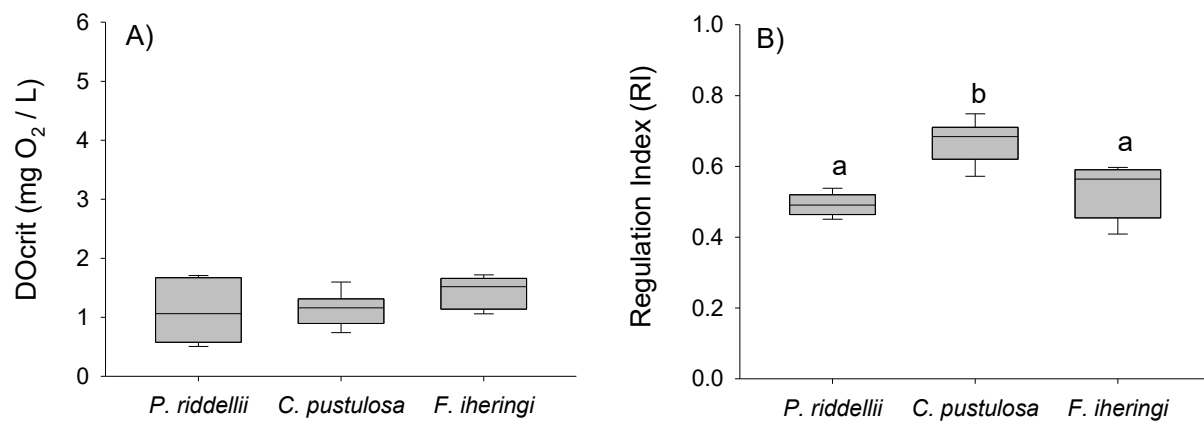 A)
DOcrit (mg O₂ / L)
6
5
4
3
2
1
0
P. riddellii C. pustulosa F. iheringi
B)
Regulation Index (RI)
1.0
0.8
0.6
0.4
0.2
0.0
a
b
a
P. riddellii C. pustulosa F. iheringi